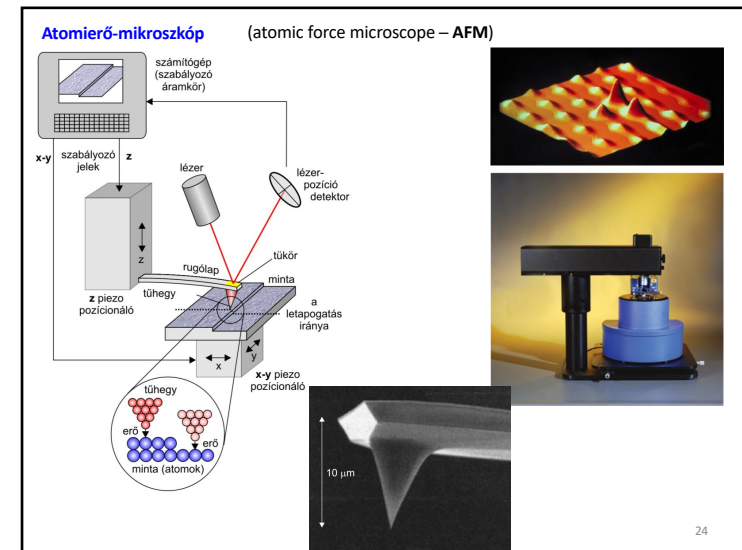 Atomierő-mikroszkóp (atomic force microscope – AFM)
számítógép
(szabályozó
áramkör)
x-y szabályozó z
jelek
lézer
lézer-
pozíció
detektor
z
rugólap
tükör
tűhegy
minta
z piezo
pozícionáló
a
letapogatás
iránya
x
y
x-y piezo
pozícionáló
tűhegy
erő
erő
minta (atomok)
10 µm
24